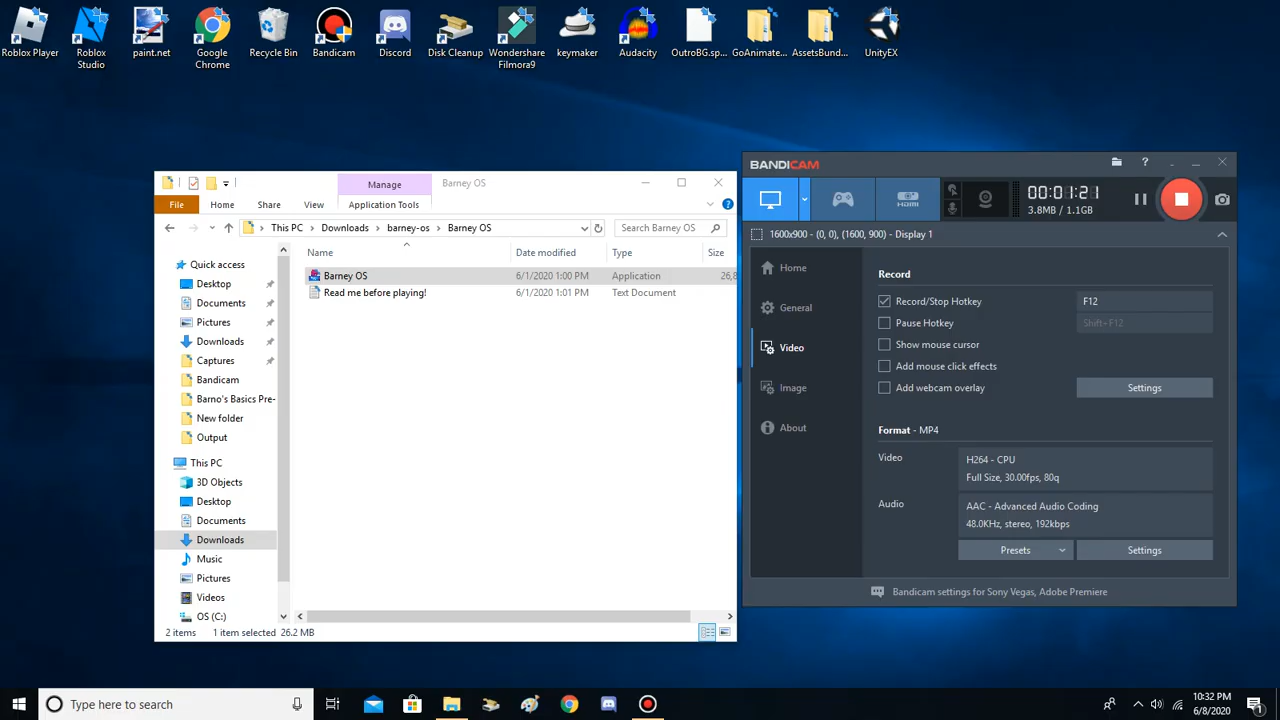 Roblox Player
Roblox Studio
paint.net
Google Chrome
Recycle Bin
Bandicam
Discord
Disk Cleanup
Wondershare Filmora9
keymaker
Audacity
OutroBG.sp...
GoAnimate...
AssetsBund...
UnityEX
Manage
Barney OS
File
Home
Share
View
Application Tools
This PC
Downloads
barney-os
Barney OS
Search Barney OS
Name
Date modified
Type
Size
Barney OS
6/1/2020 1:00 PM
Application
26,8
Read me before playing!
6/1/2020 1:01 PM
Text Document
Quick access
Desktop
Documents
Pictures
Downloads
Captures
Bandicam
Barno's Basics Pre-
New folder
Output
This PC
3D Objects
Desktop
Documents
Downloads
Music
Pictures
Videos
OS (C:)
2 items
1 item selected 26.2 MB
BANDICAM
HDMI
00:01:21
3.8MB / 1.1GB
1600x900 - (0, 0), (1600, 900) - Display 1
Home
General
Video
Image
About
Record
Record/Stop Hotkey
F12
Pause Hotkey
Shift+F12
Show mouse cursor
Add mouse click effects
Add webcam overlay
Settings
Format - MP4
Video
H264 - CPU
Full Size, 30.00fps, 80q
Audio
AAC - Advanced Audio Coding
48.0KHz, stereo, 192kbps
Presets
Settings
Bandicam settings for Sony Vegas, Adobe Premiere
Type here to search
10:32 PM
6/8/2020